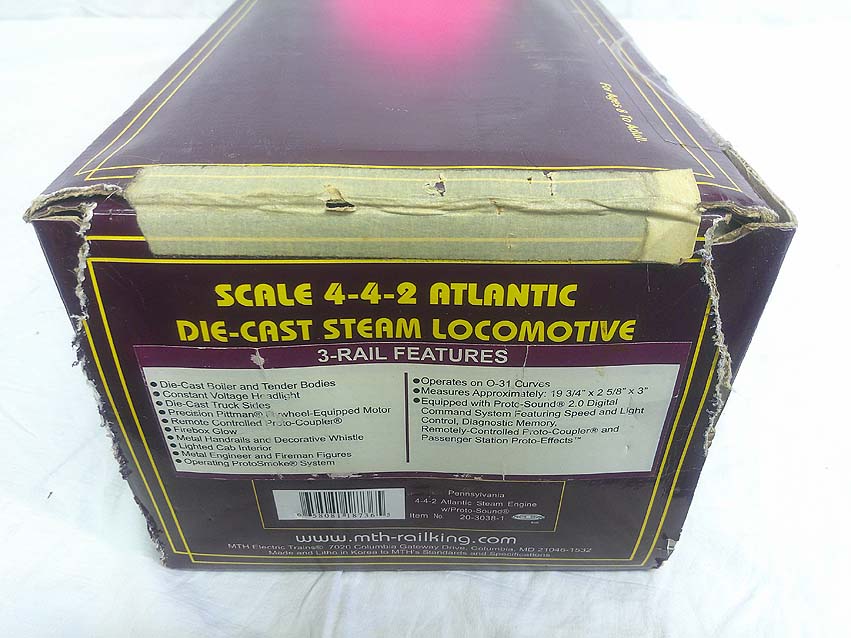 For Ages 8 To Adult!
SCALE 4-4-2 ATLANTIC
DIE-CAST STEAM LOCOMOTIVE
3-RAIL FEATURES
• Die-Cast Boiler and Tender Bodies
• Constant Voltage Headlight
• Die-Cast Truck Sides
• Precision Pittman® Flywheel-Equipped Motor
• Remote Controlled Proto-Coupler®
• Firebox Glow
• Metal Handrails and Decorative Whistle
• Lighted Cab Interior
• Metal Engineer and Fireman Figures
• Operating ProtoSmoke® System
• Operates on O-31 Curves
• Measures Approximately: 19 3/4" x 2 5/8" x 3"
• Equipped with Proto-Sound® 2.0 Digital
Command System Featuring Speed and Light
Control, Diagnostic Memory,
Remotely-Controlled Proto-Coupler® and
Passenger Station Proto-Effects™
Pennsylvania
4-4-2 Atlantic Steam Engine
w/Proto-Sound®
Item No. 20-3038-1
www.mth-railking.com
MTH Electric Trains® 7020 Columbia Gateway Drive, Columbia, MD 21046-1532
Made and Litho in Korea to MTH's Standards and Specifications